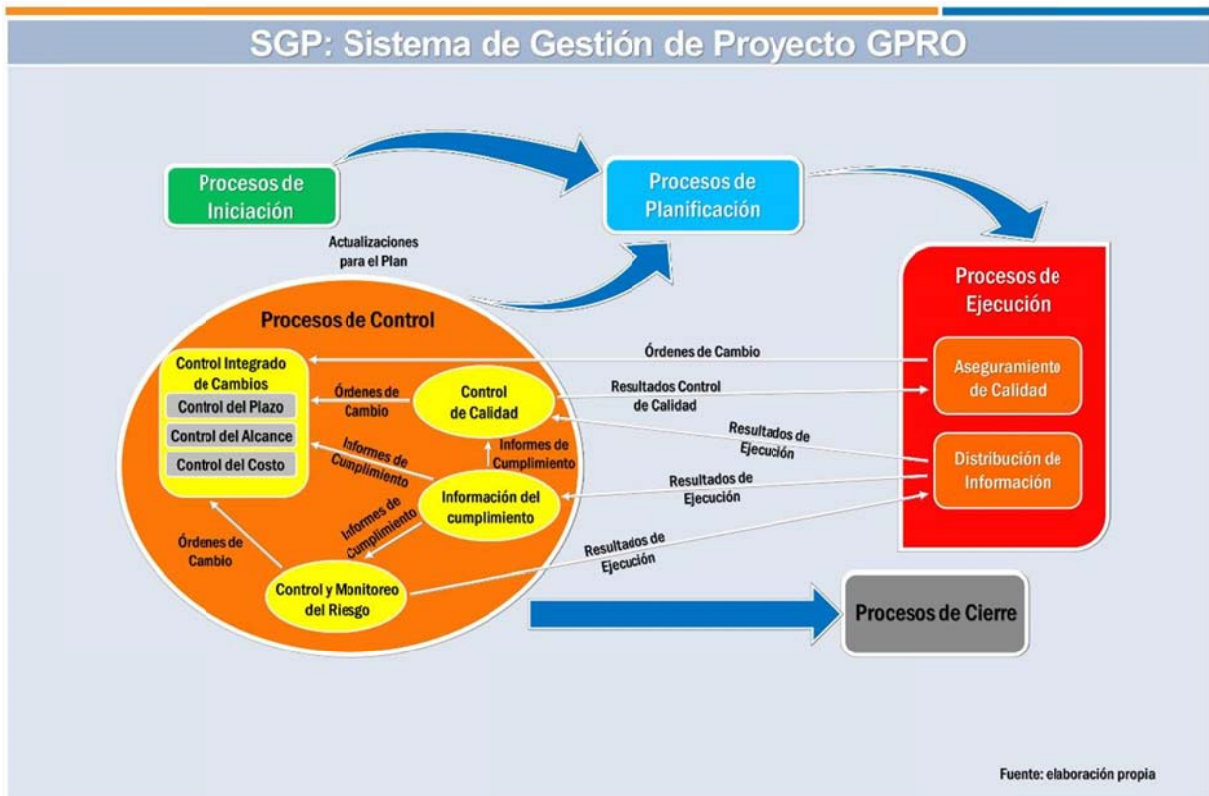 SGP: Sistema de Gestión de Proyecto GPRO
Procesos de
Iniciación
Procesos de
Planificación
Actualizaciones
para el Plan
Procesos de
Ejecución
Procesos de Control
Control Integrado
de Cambios
Control del Plazo
Control del Alcance
Control del Costo
Órdenes de
Cambio
Control
de Calidad
Órdenes de Cambio
Resultados Control
de Calidad
Aseguramiento
de Calidad
Informes de
Cumplimiento
Informes de
Cumplimiento
Resultados de
Ejecución
Distribución de
Información
Información del
cumplimiento
Resultados de
Ejecución
Informes de
Cumplimiento
Órdenes de
Cambio
Resultados de
Ejecución
Control y Monitoreo
del Riesgo
Procesos de Cierre
Fuente: elaboración propia